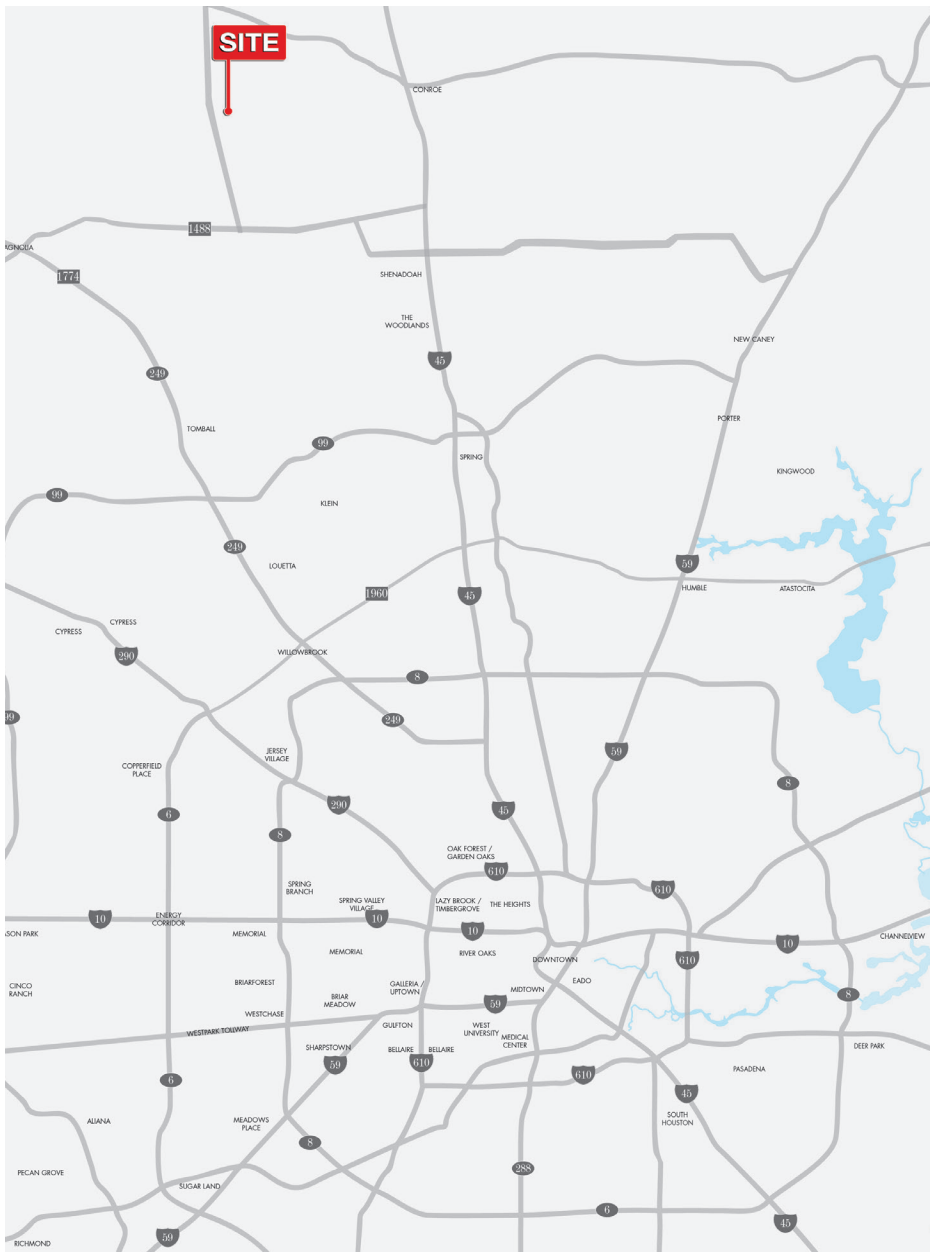 SITE
CONROE
1488
AGNOLIA
1774
SHENADOAH
THE
WOODLANDS
45
NEW CANEY
249
TOMBALL
99
PORTER
SPRING
KINGWOOD
99
KLEIN
249
LOUETTA
59
HUMBLE
ATASTOCITA
1960
45
CYPRESS
CYPRESS
290
WILLOWBROOK
8
99
249
JERSEY
VILLAGE
59
COPPERFIELD
PLACE
8
6
290
45
8
OAK FOREST /
GARDEN OAKS
610
610
SPRING
BRANCH
SPRING VALLEY
VILLAGE
LAZY BROOK /
TIMBERGROVE
THE HEIGHTS
10
ENERGY
CORRIDOR
10
10
10
ASON PARK
MEMORIAL
CHANNELVIEW
MEMORIAL
RIVER OAKS
DOWNTOWN
610
CINCO
RANCH
BRIARFOREST
GALLERIA /
UPTOWN
MIDTOWN
EADO
BRIAR
MEADOW
59
8
WESTCHASE
GULFTON
WEST
UNIVERSITY
WESTPARK TOLLWAY
MEDICAL
CENTER
SHARPSTOWN
BELLAIRE
BELLAIRE
DEER PARK
59
610
610
PASADENA
6
45
ALIANA
MEADOWS
PLACE
SOUTH
HOUSTON
8
PECAN GROVE
288
SUGAR LAND
6
45
59
RICHMOND